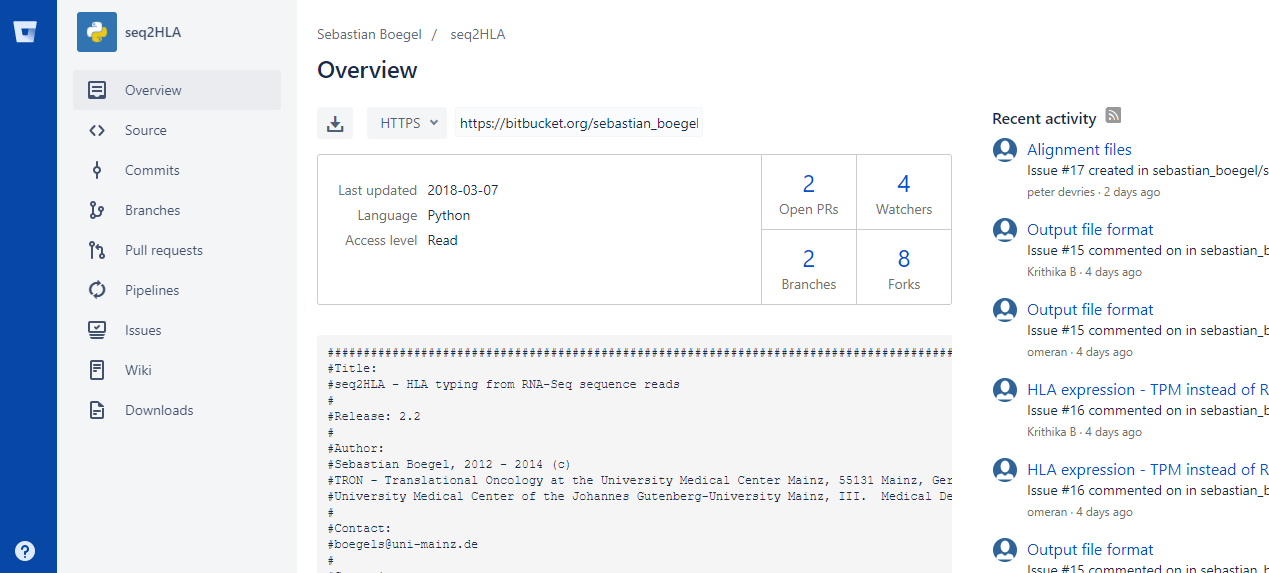 seq2HLA
Overview
Source
Commits
Branches
Pull requests
Pipelines
Issues
Wiki
Downloads
Sebastian Boegel / seq2HLA
Overview
HTTPS https://bitbucket.org/sebastian_boegel
Last updated 2018-03-07
Language Python
Access level Read
2 Open PRs
4 Watchers
2 Branches
8 Forks
#Title:
#seq2HLA - HLA typing from RNA-Seq sequence reads
#
#Release: 2.2
#
#Author:
#Sebastian Boegel, 2012 - 2014 (c)
#TRON - Translational Oncology at the University Medical Center Mainz, 55131 Mainz, Ger
#University Medical Center of the Johannes Gutenberg-University Mainz, III.  Medical De
#
#Contact:
#boegels@uni-mainz.de
#
Recent activity
Alignment files
Issue #17 created in sebastian_boegel/s
peter devries · 2 days ago
Output file format
Issue #15 commented on in sebastian_b
Krithika B · 4 days ago
Output file format
Issue #15 commented on in sebastian_b
omeran · 4 days ago
HLA expression - TPM instead of R
Issue #16 commented on in sebastian_b
Krithika B · 4 days ago
HLA expression - TPM instead of R
Issue #16 commented on in sebastian_b
omeran · 4 days ago
Output file format
Issue #15 commented on in sebastian_b